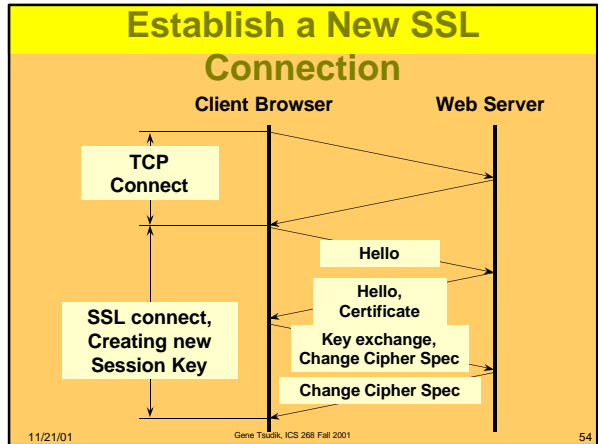 Establish a New SSL
Connection
Client Browser
Web Server
TCP
Connect
Hello
Hello,
Certificate
SSL connect,
Creating new
Session Key
Key exchange,
Change Cipher Spec
Change Cipher Spec
11/21/01
Gene Tsudik, ICS 268 Fall 2001
54